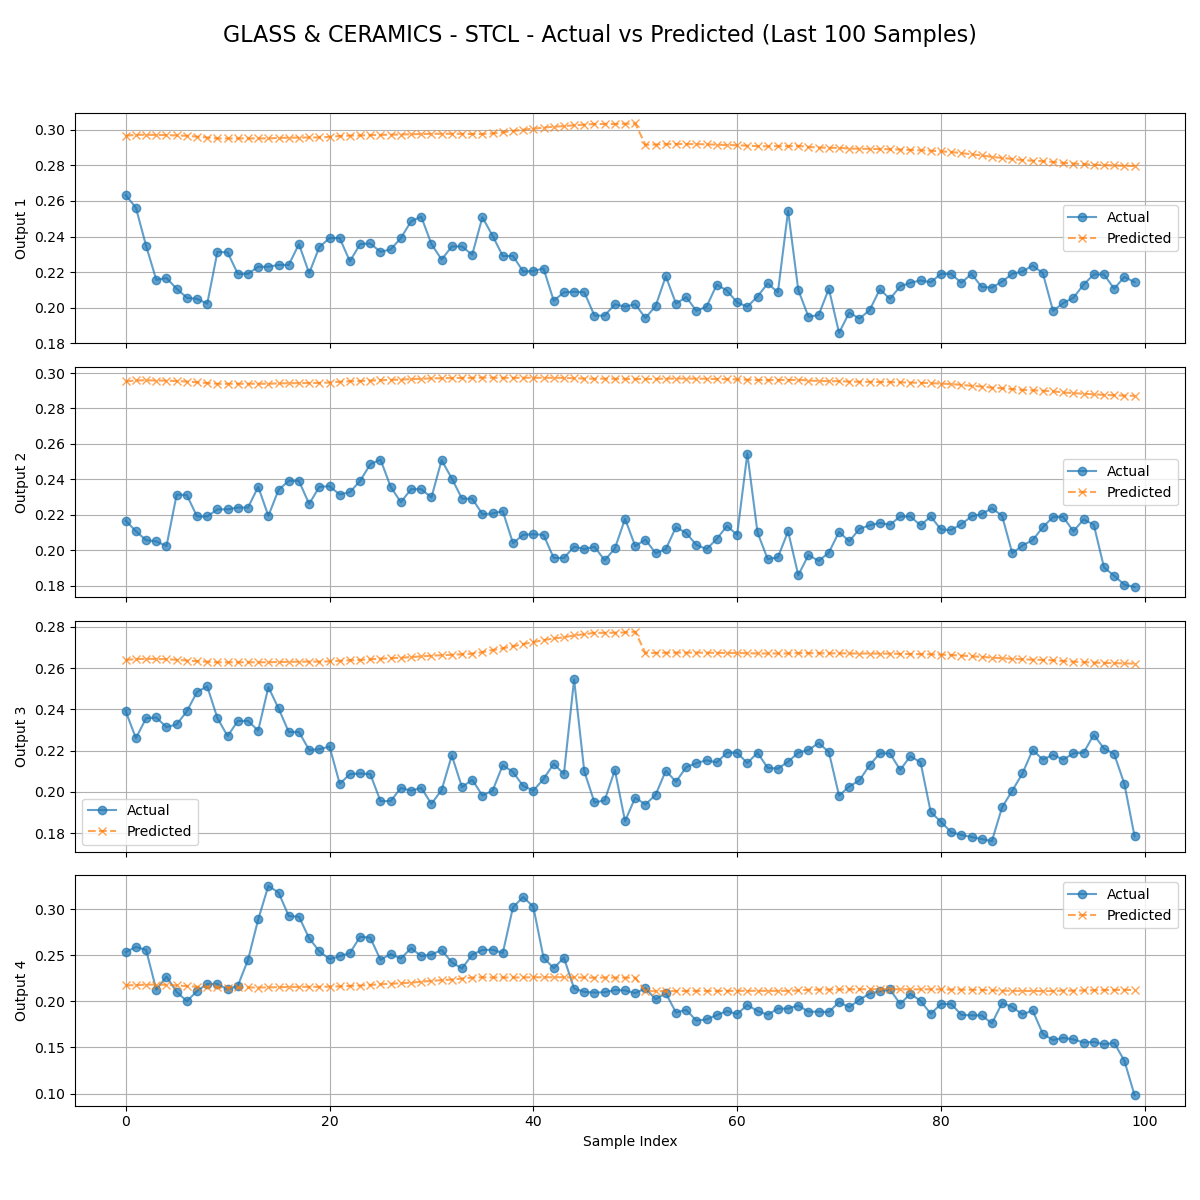 GLASS & CERAMICS - STCL - Actual vs Predicted (Last 100 Samples)
0.30
0.28
0.26
0.24
0.22
0.20
0.18
Output 1
Actual
Predicted
0.30
0.28
0.26
0.24
0.22
0.20
0.18
Output 2
Actual
Predicted
0.28
0.26
0.24
0.22
0.20
0.18
Output 3
Actual
Predicted
0.30
0.25
0.20
0.15
0.10
Output 4
Actual
Predicted
0 20 40 60 80 100
Sample Index